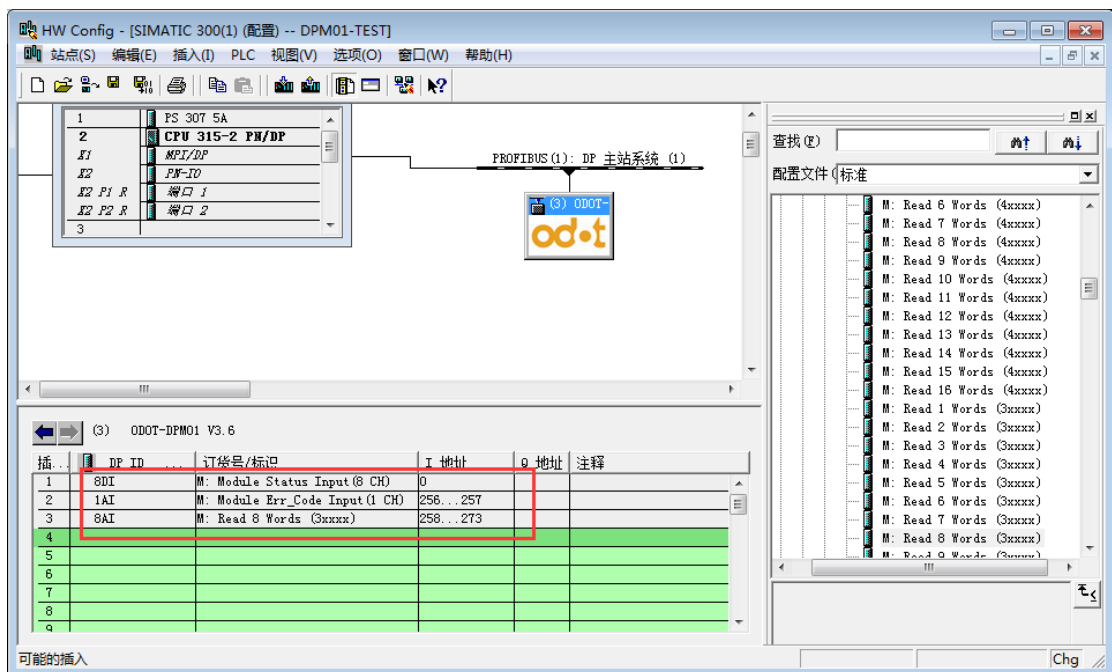 HW Config - [SIMATIC 300(1) (配置) -- DPM01-TEST]
站点(S) 编辑(E) 插入(I) PLC 视图(V) 选项(O) 窗口(W) 帮助(H)
1 PS 307 5A
2 CPU 315-2 PN/DP
X1 MPI/DP
X2 PN-IO
X2 P1 R 端口 1
X2 P2 R 端口 2
3
PROFIBUS(1): DP 主站系统 (1)
(3) ODOT-
odot
查找(F)
配置文件(标准
M: Read 6 Words (4xxxx)
M: Read 7 Words (4xxxx)
M: Read 8 Words (4xxxx)
M: Read 9 Words (4xxxx)
M: Read 10 Words (4xxxx)
M: Read 11 Words (4xxxx)
M: Read 12 Words (4xxxx)
M: Read 13 Words (4xxxx)
M: Read 14 Words (4xxxx)
M: Read 15 Words (4xxxx)
M: Read 16 Words (4xxxx)
M: Read 1 Words (3xxxx)
M: Read 2 Words (3xxxx)
M: Read 3 Words (3xxxx)
M: Read 4 Words (3xxxx)
M: Read 5 Words (3xxxx)
M: Read 6 Words (3xxxx)
M: Read 7 Words (3xxxx)
M: Read 8 Words (3xxxx)
M: Read 9 Words (3xxxx)
(3) ODOT-DPM01 V3.6
插... DP ID ... 订货号/标识 I 地址 Q 地址 注释
1 8DI M: Module Status Input(8 CH) 0
2 1AI M: Module Err_Code Input(1 CH) 256...257
3 8AI M: Read 8 Words (3xxxx) 258...273
4
5
6
7
8
9
可能的插入
Chg